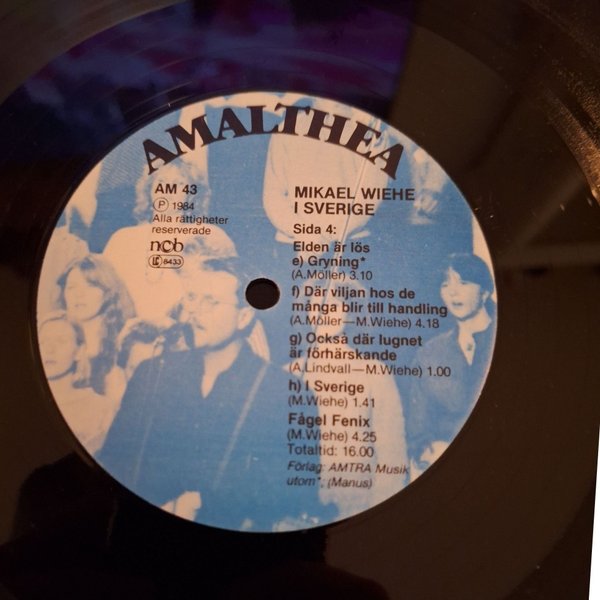 AMALTHEA
AM 43
Ⓟ 1984
Alla rättigheter
reserverade
ncb
LC 8433
MIKAEL WIEHE
I SVERIGE
Sida 4:
Elden är lös
e) Gryning*
(A.Möller) 3.10
f) Där viljan hos de
många blir till handling
(A.Möller—M.Wiehe) 4.18
g) Också där lugnet
är förhärskande
(A.Lindvall—M.Wiehe) 1.00
h) I Sverige
(M.Wiehe) 1.41
Fågel Fenix
(M.Wiehe) 4.25
Totaltid: 16.00
Förlag: AMTRA Musik
utom*, (Manus)